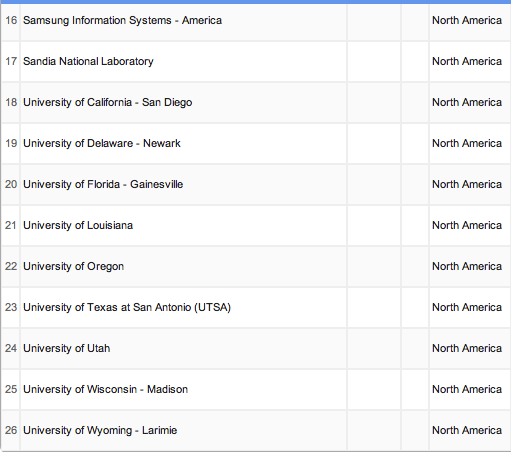 16 Samsung Information Systems - America North America
17 Sandia National Laboratory North America
18 University of California - San Diego North America
19 University of Delaware - Newark North America
20 University of Florida - Gainesville North America
21 University of Louisiana North America
22 University of Oregon North America
23 University of Texas at San Antonio (UTSA) North America
24 University of Utah North America
25 University of Wisconsin - Madison North America
26 University of Wyoming - Larimie North America